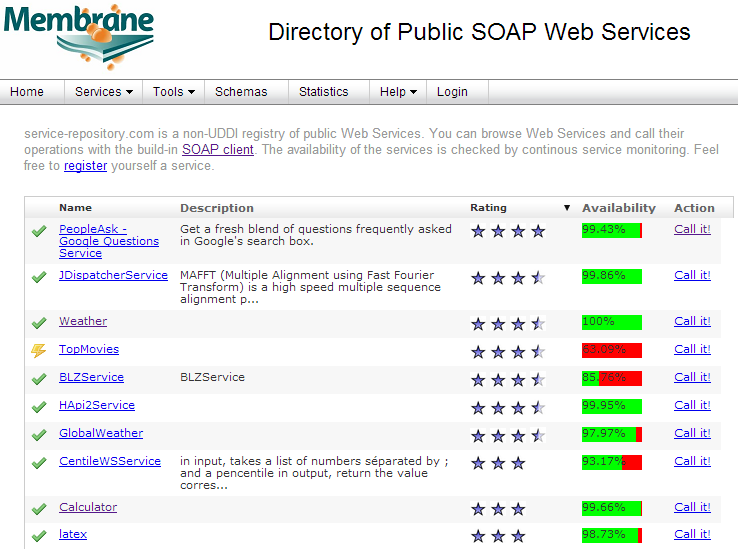 Membrane
Directory of Public SOAP Web Services
Home Services Tools Schemas Statistics Help Login
service-repository.com is a non-UDDI registry of public Web Services. You can browse Web Services and call their
operations with the build-in SOAP client. The availability of the services is checked by continous service monitoring. Feel
free to register yourself a service.
Name Description Rating Availability Action
PeopleAsk - Get a fresh blend of questions frequently asked 99.43% Call it!
Google Questions in Google's search box.
Service
JDispatcherService MAFFT (Multiple Alignment using Fast Fourier 99.86% Call it!
Transform) is a high speed multiple sequence
alignment p...
Weather 100% Call it!
TopMovies 63.09% Call it!
BLZService BLZService 85.76% Call it!
HApi2Service 99.95% Call it!
GlobalWeather 97.97% Call it!
CentileWSService in input, takes a list of numbers séparated by ; 93.17% Call it!
and a pencentile in output, return the value
corres...
Calculator 99.66% Call it!
latex 98.73% Call it!